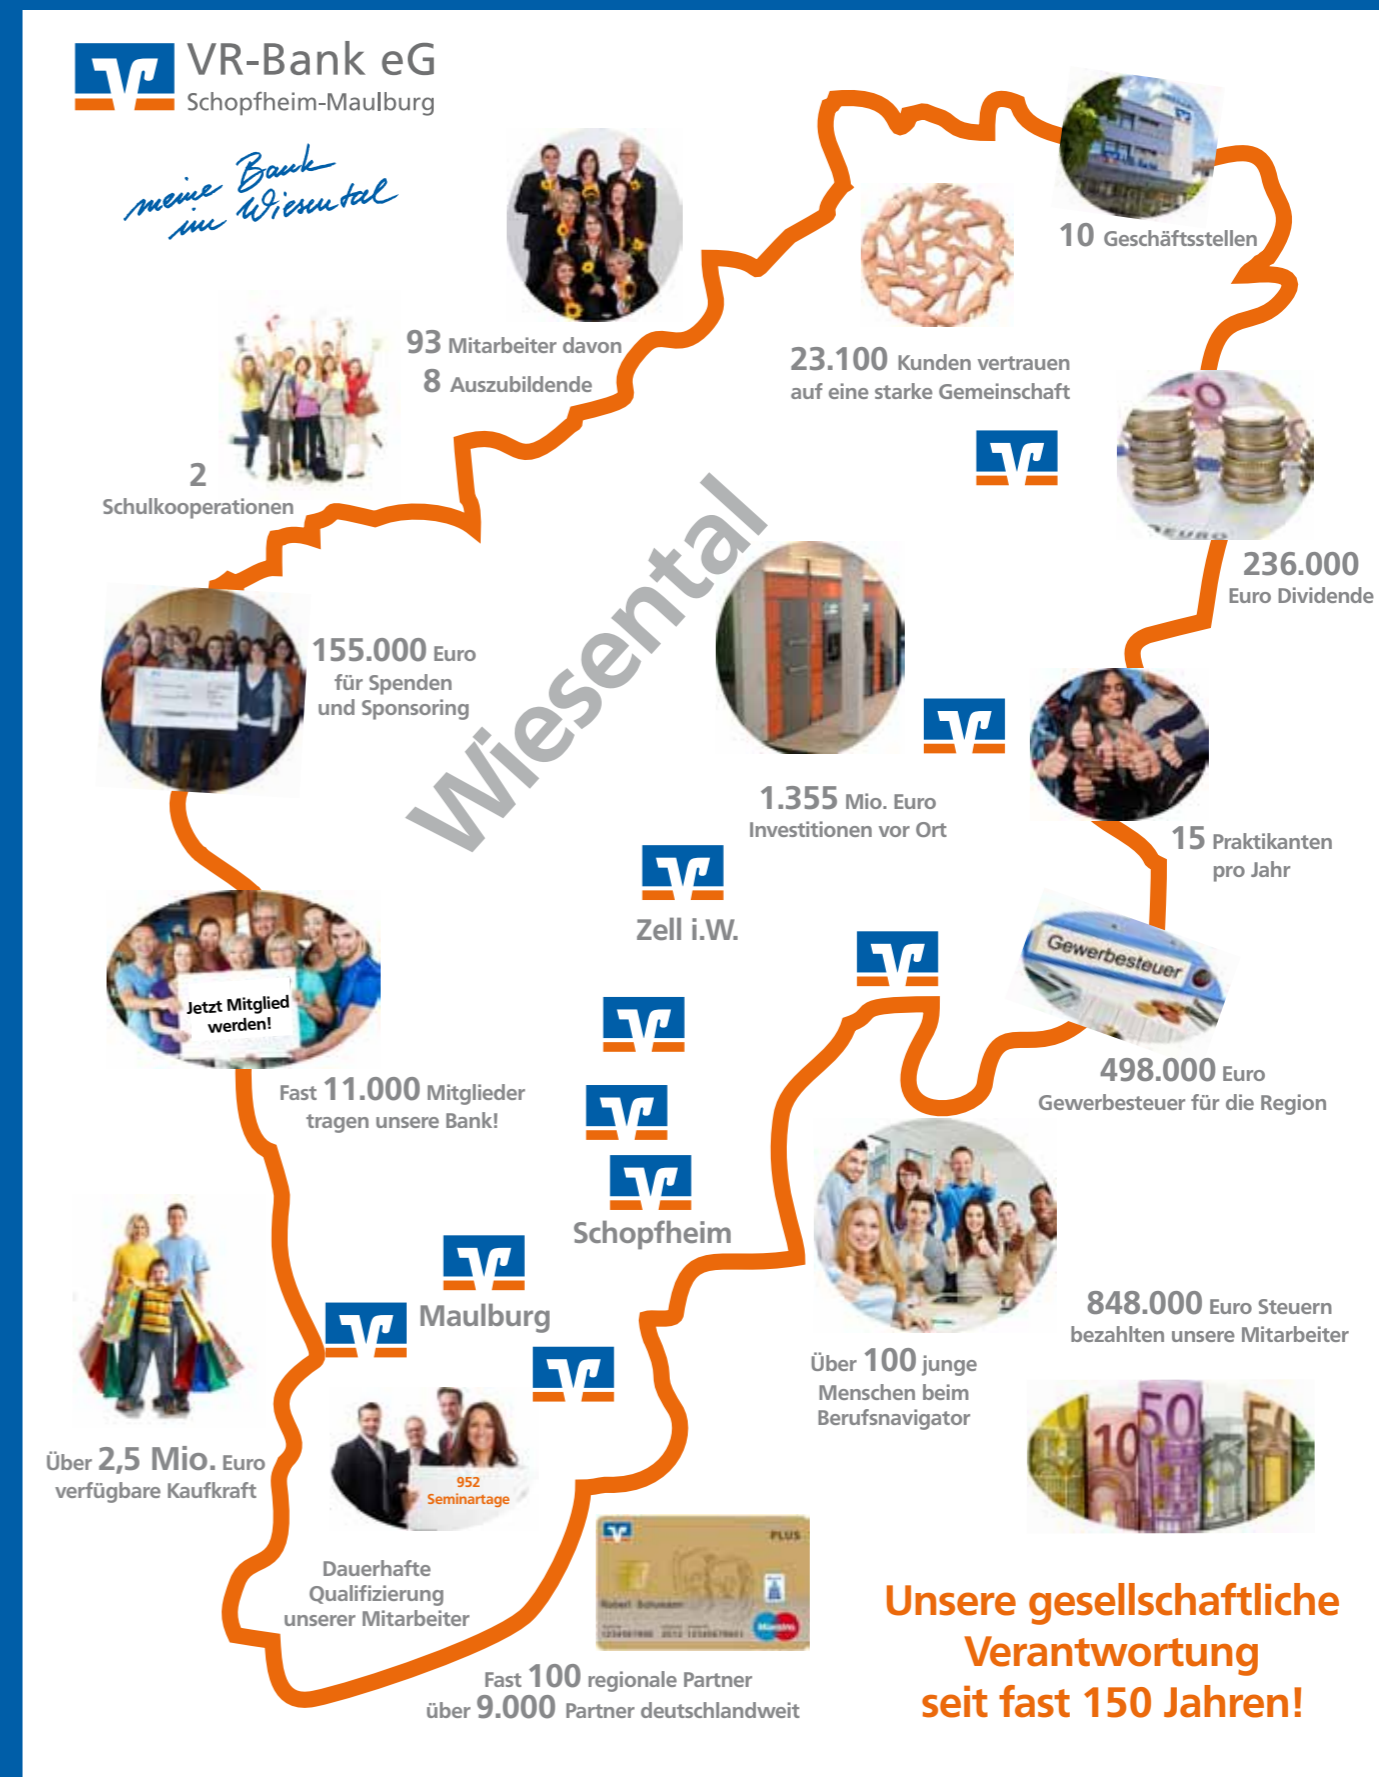 VR-Bank eG
Schopfheim-Maulburg
meine Bank
im Wiesental
10 Geschäftsstellen
93 Mitarbeiter davon
8 Auszubildende
23.100 Kunden vertrauen
auf eine starke Gemeinschaft
2
Schulkooperationen
EURO
236.000
Euro Dividende
Wiesental
155.000 Euro
für Spenden
und Sponsoring
1.355 Mio. Euro
Investitionen vor Ort
15 Praktikanten
pro Jahr
Zell i.W.
Gewerbesteuer
Jetzt Mitglied
werden!
498.000 Euro
Gewerbesteuer für die Region
Fast 11.000 Mitglieder
tragen unsere Bank!
Schopfheim
Maulburg
848.000 Euro Steuern
bezahlten unsere Mitarbeiter
Über 100 junge
Menschen beim
Berufsnavigator
10
50
5
Über 2,5 Mio. Euro
verfügbare Kaufkraft
952
Seminartage
Dauerhafte
Qualifizierung
unserer Mitarbeiter
PLUS
Maestro
Fast 100 regionale Partner
über 9.000 Partner deutschlandweit
Unsere gesellschaftliche
Verantwortung
seit fast 150 Jahren!